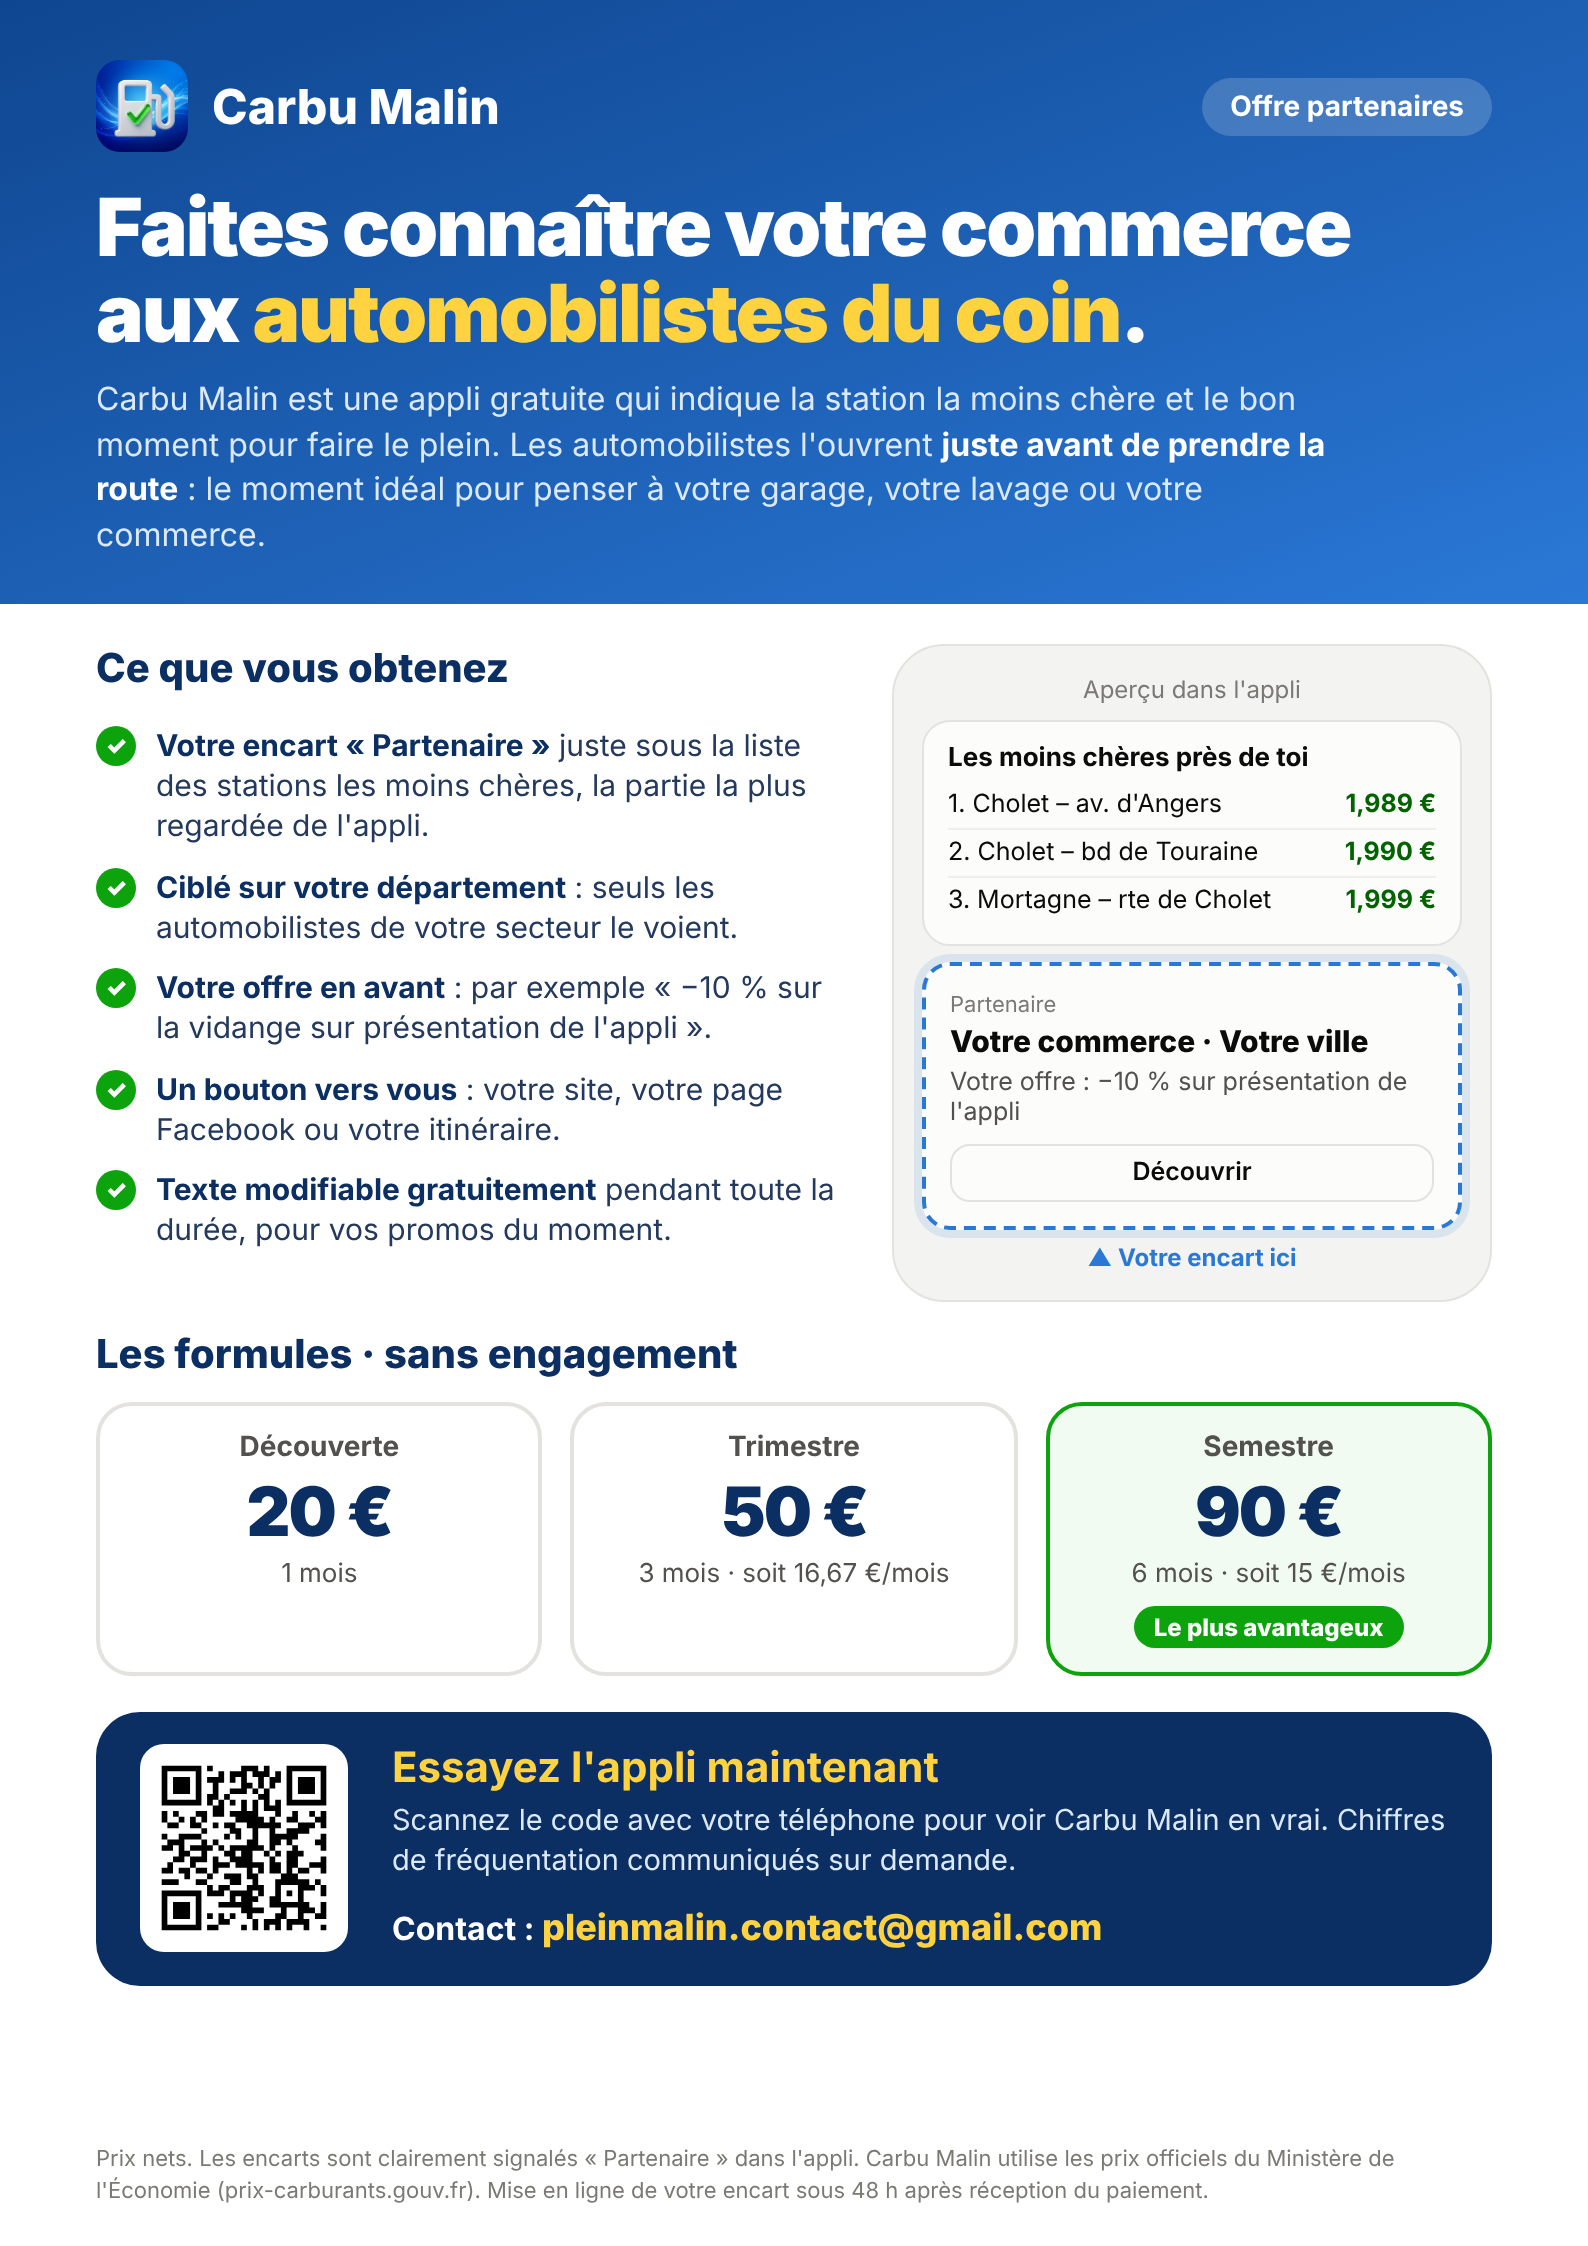 Carbu Malin
Offre partenaires
Faites connaître votre commerce
aux automobilistes du coin.
Carbu Malin est une appli gratuite qui indique la station la moins chère et le bon
moment pour faire le plein. Les automobilistes l'ouvrent juste avant de prendre la
route : le moment idéal pour penser à votre garage, votre lavage ou votre
commerce.
Ce que vous obtenez
Votre encart « Partenaire » juste sous la liste
des stations les moins chères, la partie la plus
regardée de l'appli.
Ciblé sur votre département : seuls les
automobilistes de votre secteur le voient.
Votre offre en avant : par exemple « −10 % sur
la vidange sur présentation de l'appli ».
Un bouton vers vous : votre site, votre page
Facebook ou votre itinéraire.
Texte modifiable gratuitement pendant toute la
durée, pour vos promos du moment.
Aperçu dans l'appli
Les moins chères près de toi
1. Cholet – av. d'Angers 1,989 €
2. Cholet – bd de Touraine 1,990 €
3. Mortagne – rte de Cholet 1,999 €
Partenaire
Votre commerce · Votre ville
Votre offre : −10 % sur présentation de
l'appli
Découvrir
▲ Votre encart ici
Les formules · sans engagement
Découverte
20 €
1 mois
Trimestre
50 €
3 mois · soit 16,67 €/mois
Semestre
90 €
6 mois · soit 15 €/mois
Le plus avantageux
Essayez l'appli maintenant
Scannez le code avec votre téléphone pour voir Carbu Malin en vrai. Chiffres
de fréquentation communiqués sur demande.
Contact : pleinmalin.contact@gmail.com
Prix nets. Les encarts sont clairement signalés « Partenaire » dans l'appli. Carbu Malin utilise les prix officiels du Ministère de
l'Économie (prix-carburants.gouv.fr). Mise en ligne de votre encart sous 48 h après réception du paiement.